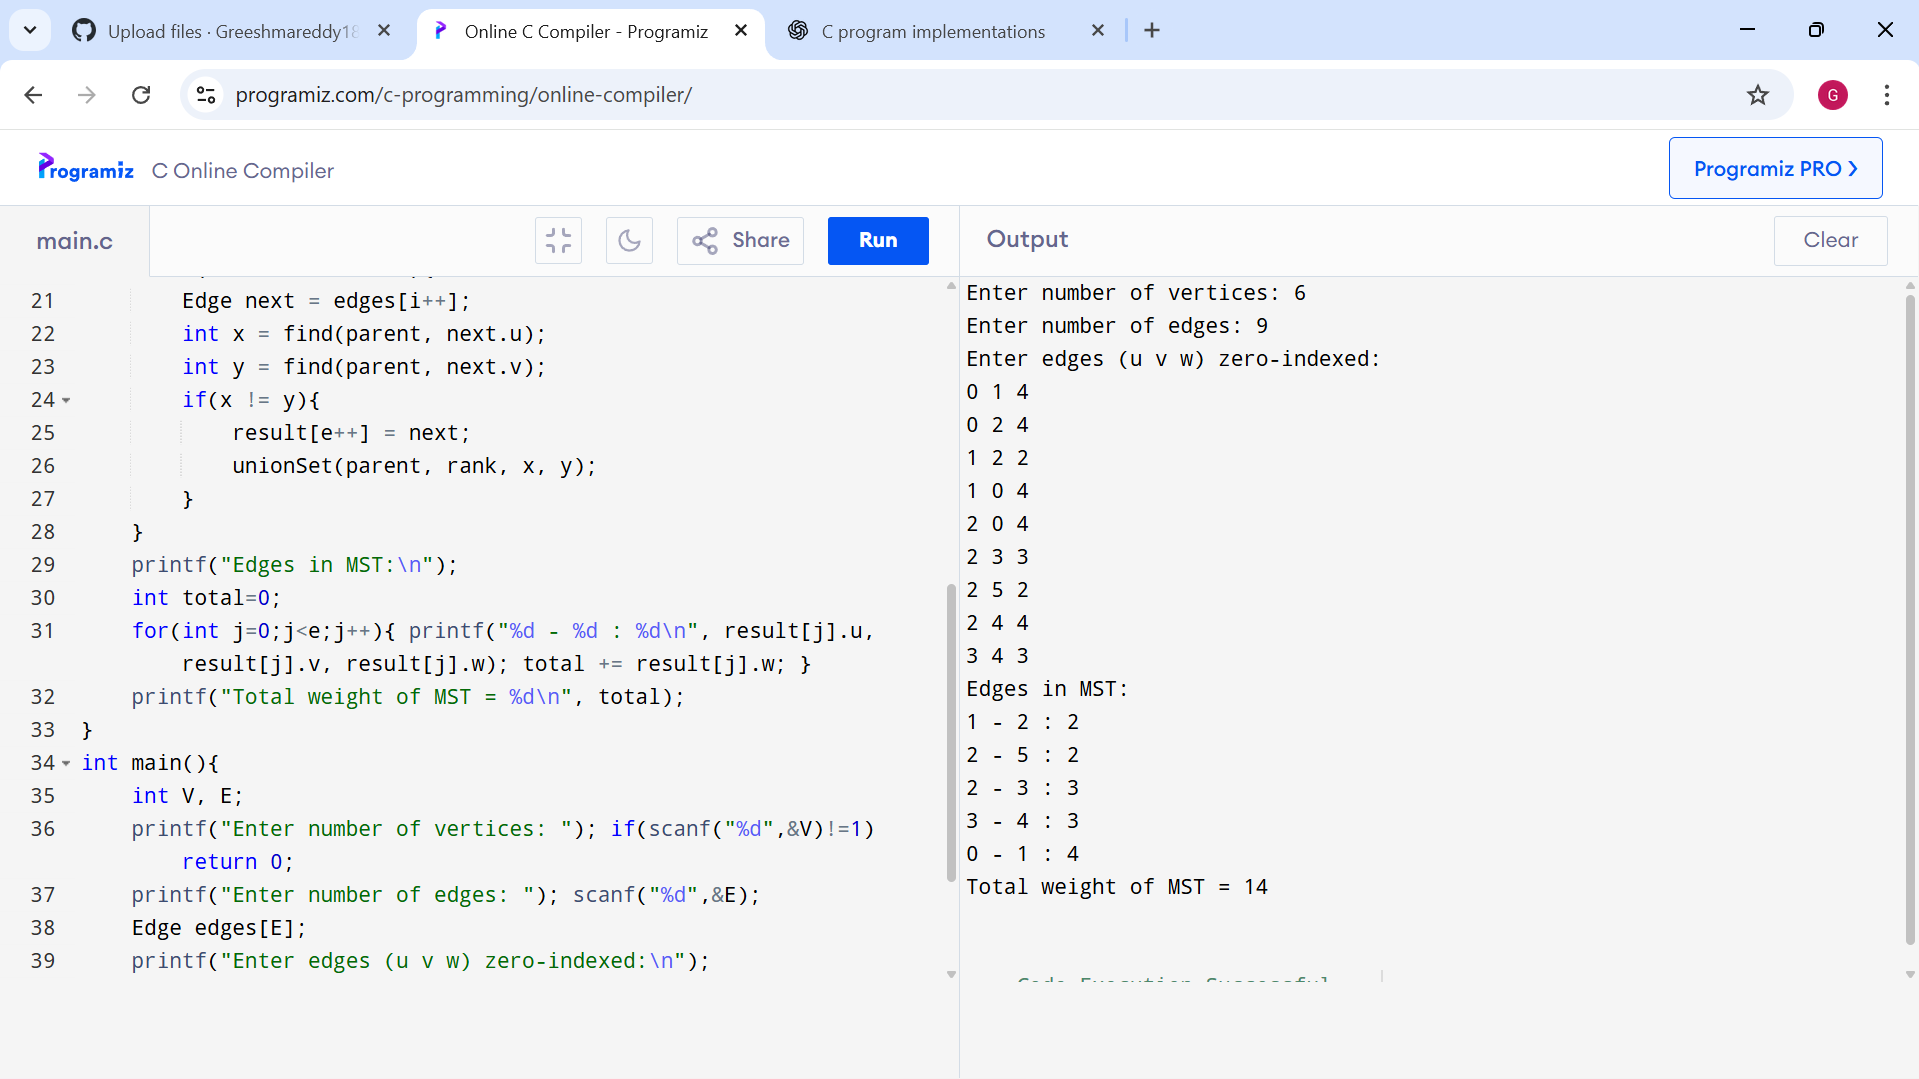 Upload files · Greeshmareddy18
Online C Compiler - Programiz
C program implementations
programiz.com/c-programming/online-compiler/
G
Programiz C Online Compiler
Programiz PRO ❯
main.c
Share
Run
Output
Clear
21 Edge next = edges[i++];
22 int x = find(parent, next.u);
23 int y = find(parent, next.v);
24 if(x != y){
25 result[e++] = next;
26 unionSet(parent, rank, x, y);
27 }
28 }
29 printf("Edges in MST:\n");
30 int total=0;
31 for(int j=0;j<e;j++){ printf("%d - %d : %d\n", result[j].u,
result[j].v, result[j].w); total += result[j].w; }
32 printf("Total weight of MST = %d\n", total);
33 }
34 int main(){
35 int V, E;
36 printf("Enter number of vertices: "); if(scanf("%d",&V)!=1)
return 0;
37 printf("Enter number of edges: "); scanf("%d",&E);
38 Edge edges[E];
39 printf("Enter edges (u v w) zero-indexed:\n");
Enter number of vertices: 6
Enter number of edges: 9
Enter edges (u v w) zero-indexed:
0 1 4
0 2 4
1 2 2
1 0 4
2 0 4
2 3 3
2 5 2
2 4 4
3 4 3
Edges in MST:
1 - 2 : 2
2 - 5 : 2
2 - 3 : 3
3 - 4 : 3
0 - 1 : 4
Total weight of MST = 14
Code Execution Successful